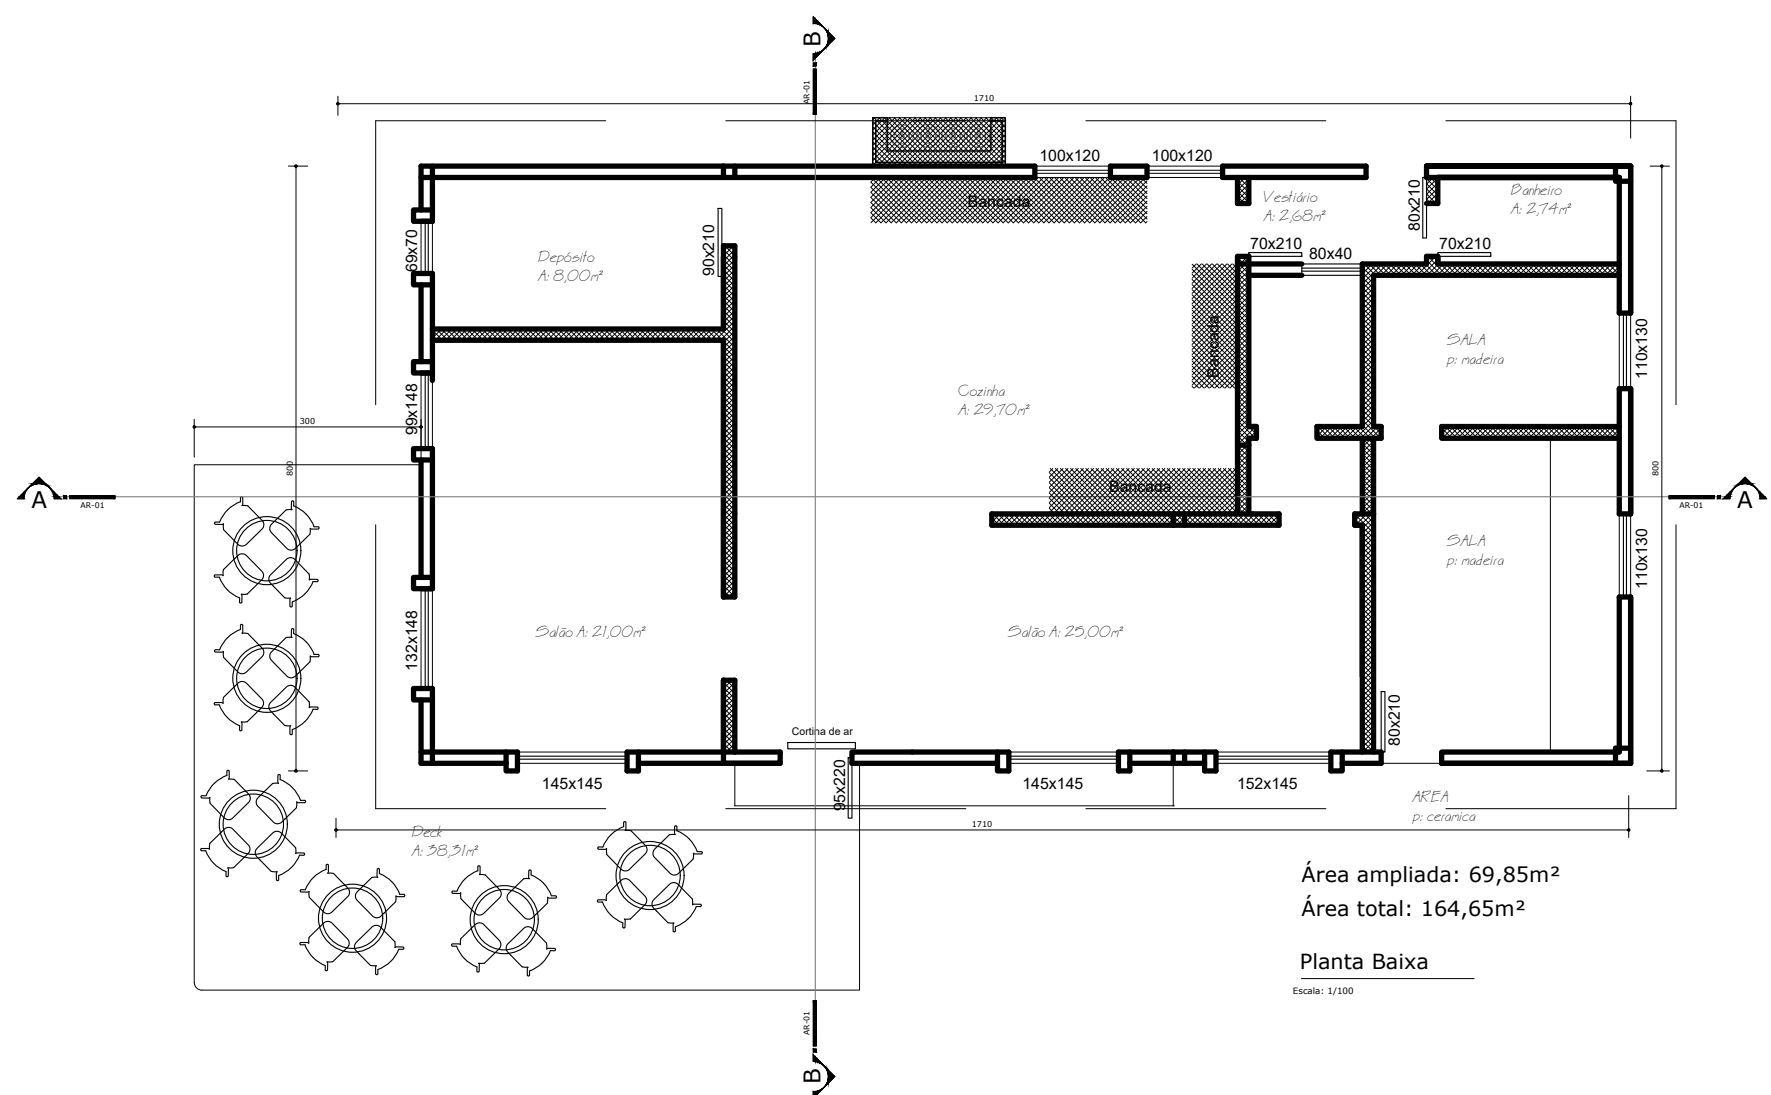 B
AR-01
1710
100x120
100x120
Bancada
Vestiário
A: 2,68m²
80x210
Banheiro
A: 2,74m²
69x70
Depósito
A: 8,00m²
90x210
70x210
80x40
70x210
Bancada
SALA
p: madeira
110x130
99x148
Cozinha
A: 29,70m²
300
800
800
Bancada
A
AR-01
AR-01
A
SALA
p: madeira
110x130
132x148
Salão A: 21,00m²
Salão A: 25,00m²
80x210
Cortina de ar
145x145
95x220
145x145
152x145
AREA
p: ceramica
1710
Deck
A: 38,31m²
Área ampliada: 69,85m²
Área total: 164,65m²
Planta Baixa
Escala: 1/100
AR-01
B